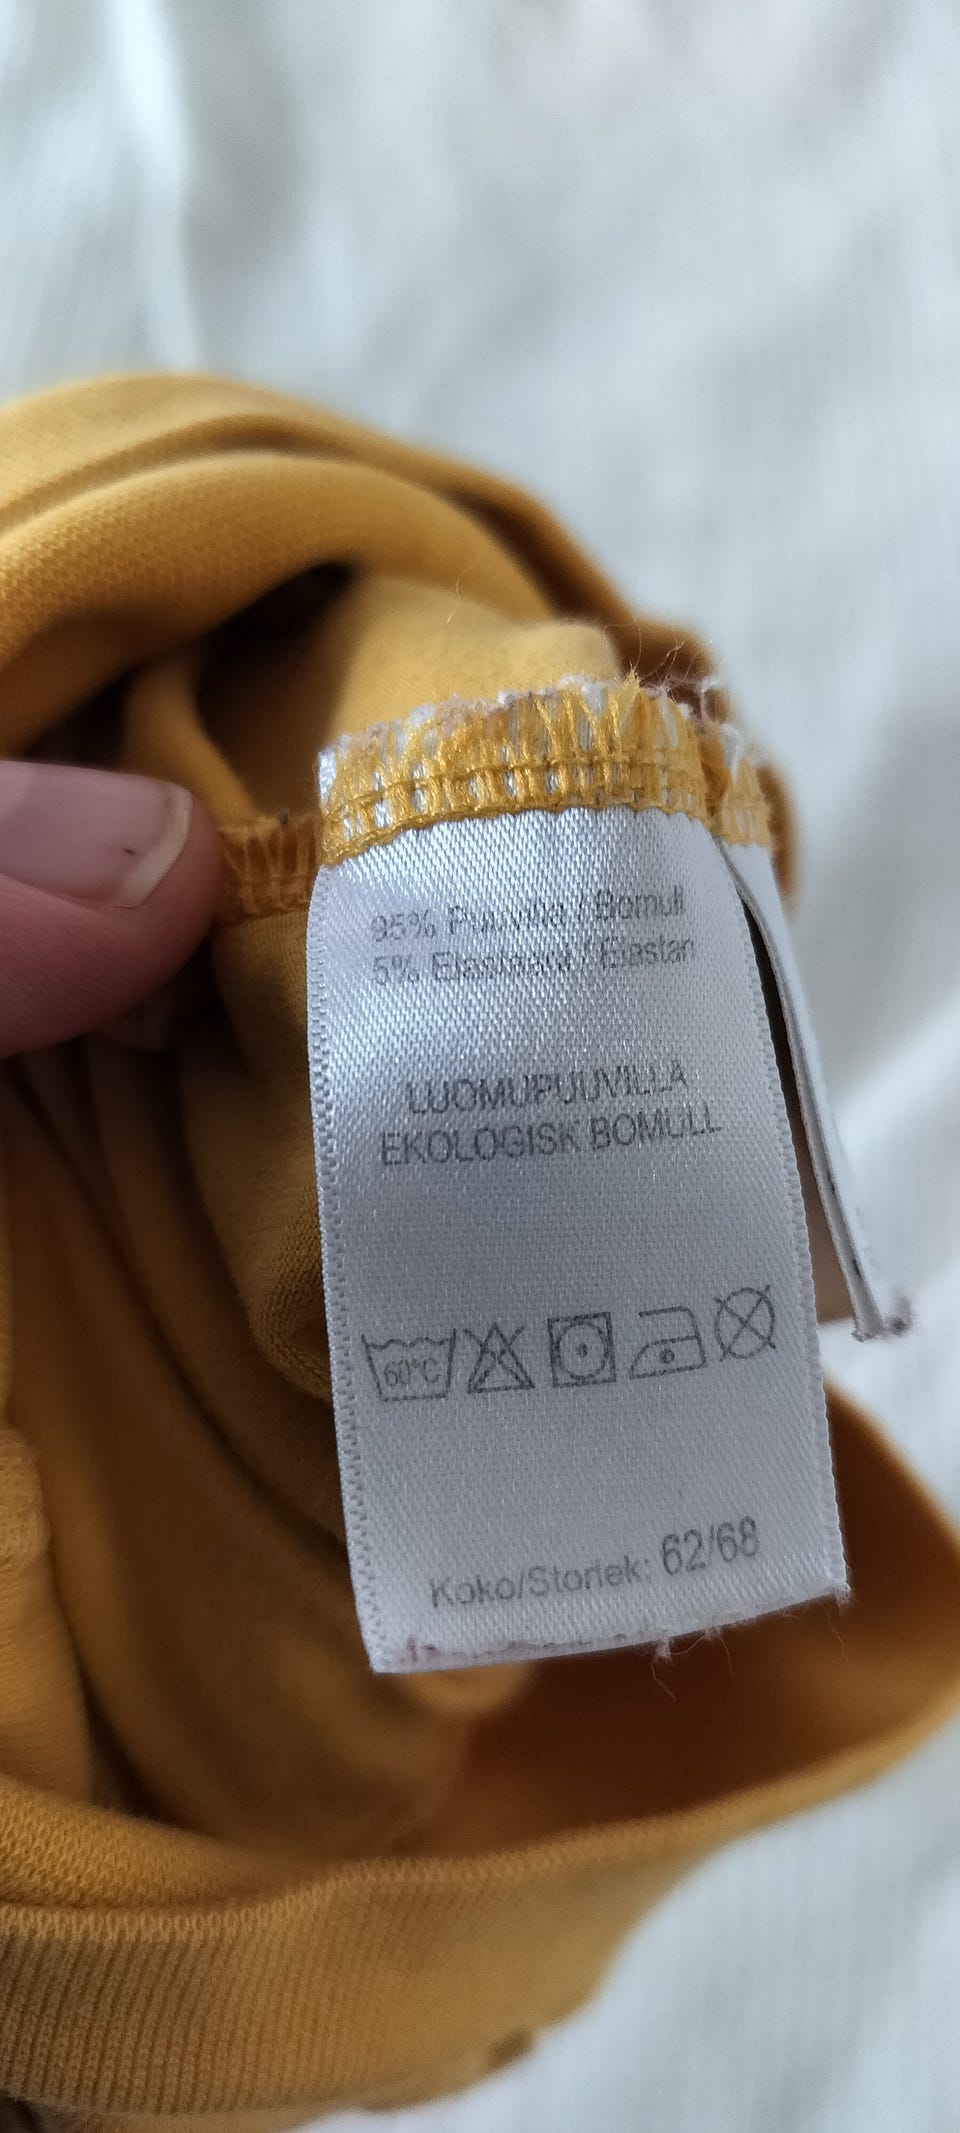 95% Puuvilla / Bomull
5% Elastaani / Elastan
LUOMUPUUVILLA
EKOLOGISK BOMULL
60°C
Koko/Storlek: 62/68